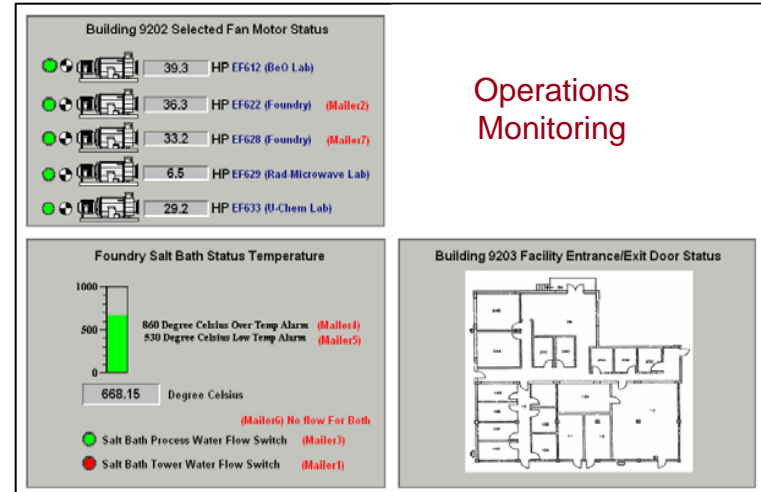 Building 9202 Selected Fan Motor Status
39.3 HP EF612 (BeO Lab)
36.3 HP EF622 (Foundry) (Mailer2)
33.2 HP EF628 (Foundry) (Mailer7)
6.5 HP EF629 (Rad-Microwave Lab)
29.2 HP EF633 (U-Chem Lab)
Operations
Monitoring
Foundry Salt Bath Status Temperature
1000
500
0
860 Degree Celsius Over Temp Alarm (Mailer4)
530 Degree Celsius Low Temp Alarm (Mailer5)
668.15 Degree Celsius
(Mailer6) No flow For Both
Salt Bath Process Water Flow Switch (Mailer3)
Salt Bath Tower Water Flow Switch (Mailer1)
Building 9203 Facility Entrance/Exit Door Status